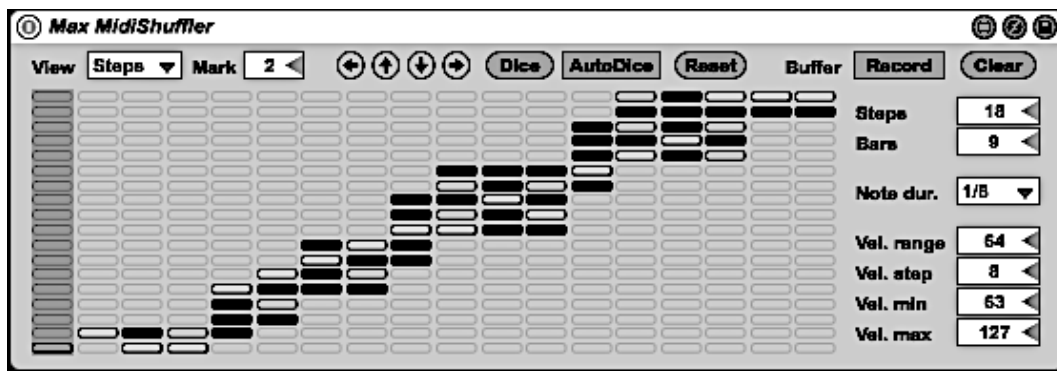 Max MidiShuffler
View Steps Mark 2 Dice AutoDice Reset Buffer Record Clear
Steps 18
Bars 9
Note dur. 1/8
Vel. range 64
Vel. step 8
Vel. min 63
Vel. max 127